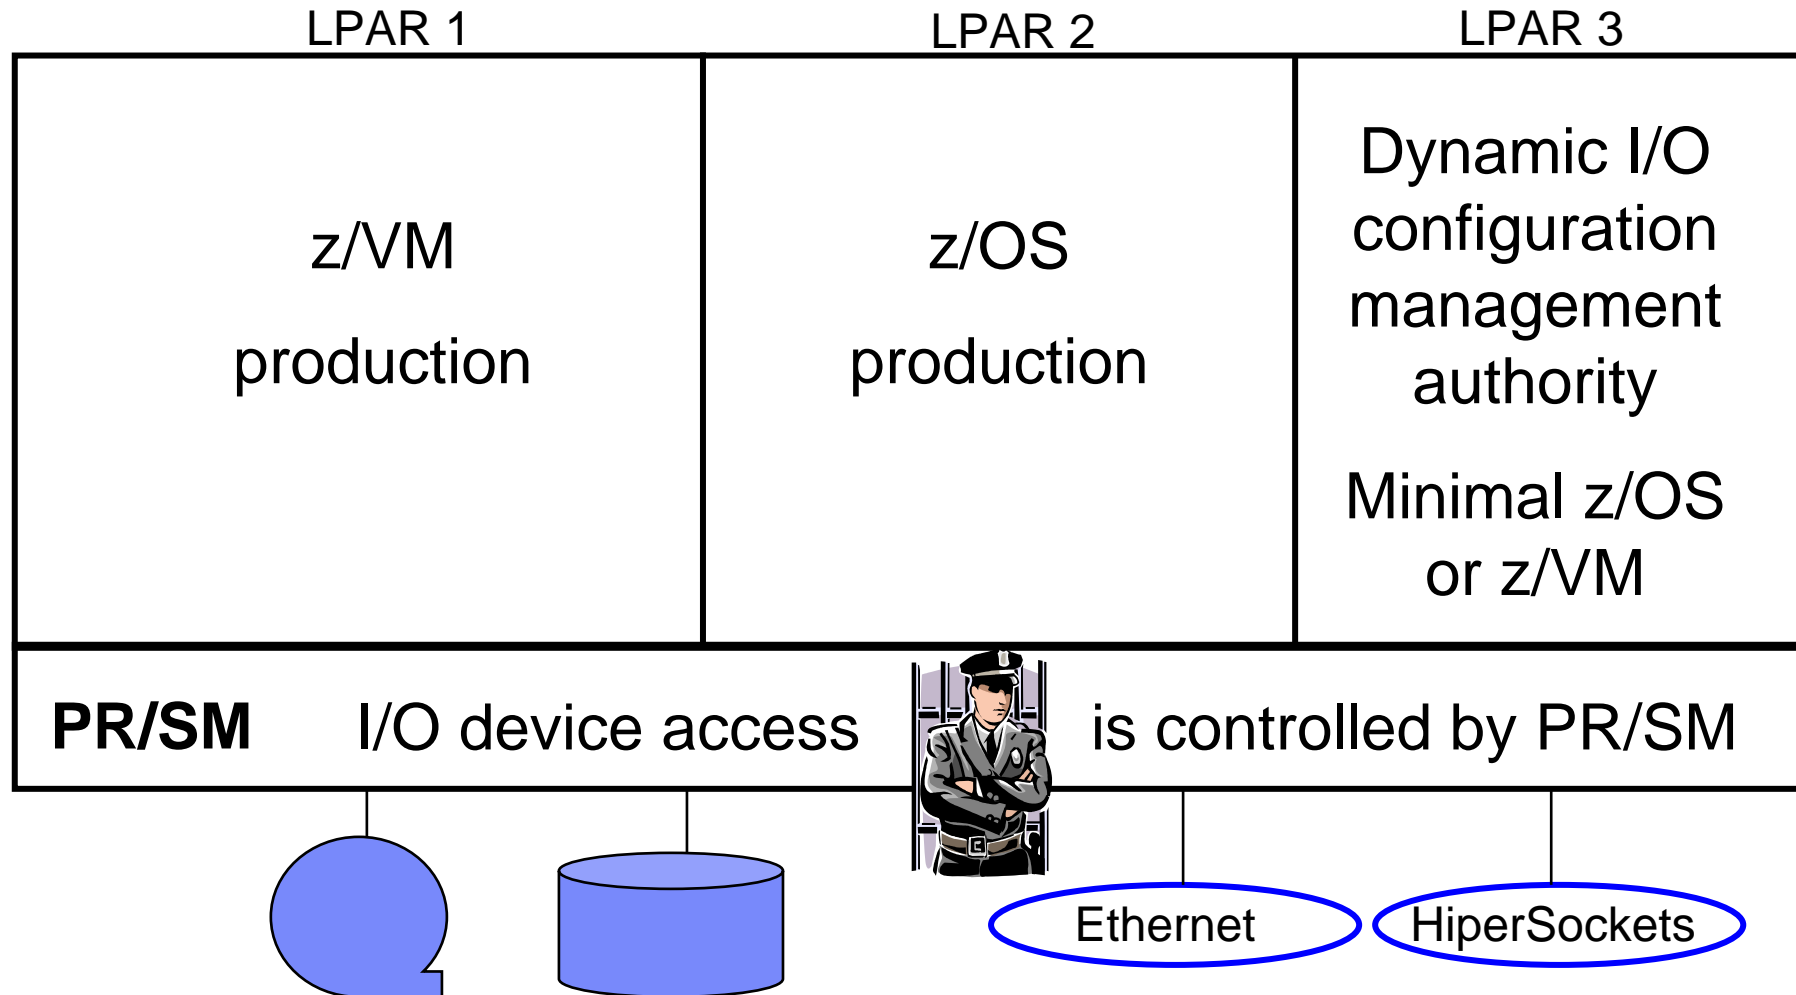 LPAR 1
LPAR 2
LPAR 3
z/VM
production
z/OS
production
Dynamic I/O
configuration
management
authority
Minimal z/OS
or z/VM
PR/SM I/O device access is controlled by PR/SM
Ethernet
HiperSockets